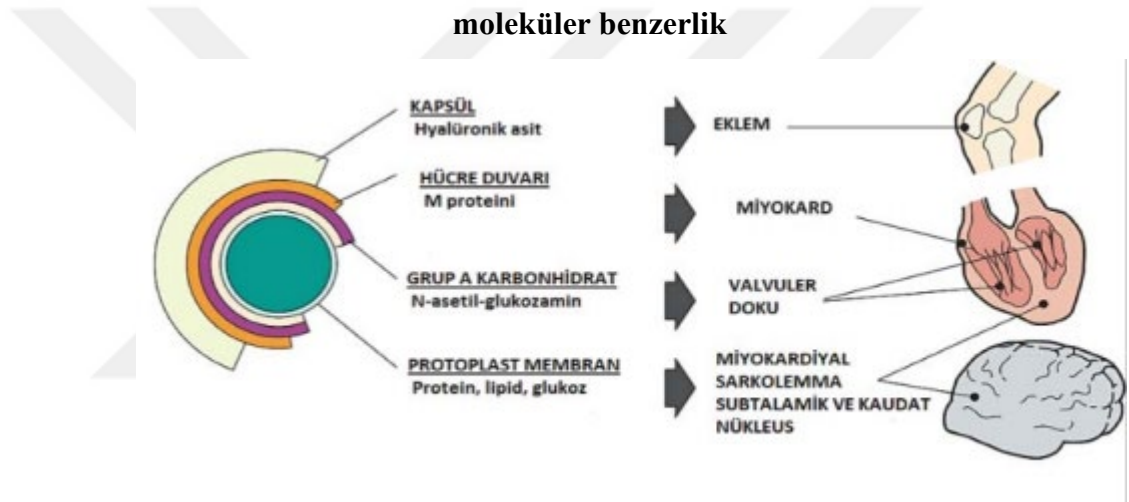 moleküler benzerlik
KAPSÜL
Hyalüronik asit
EKLEM
HÜCRE DUVARI
M proteini
MİYOKARD
GRUP A KARBONHİDRAT
N-asetil-glukozamin
VALVULER
DOKU
PROTOPLAST MEMBRAN
Protein, lipid, glukoz
MİYOKARDİYAL
SARKOLEMMA
SUBTALAMİK VE KAUDAT
NÜKLEUS